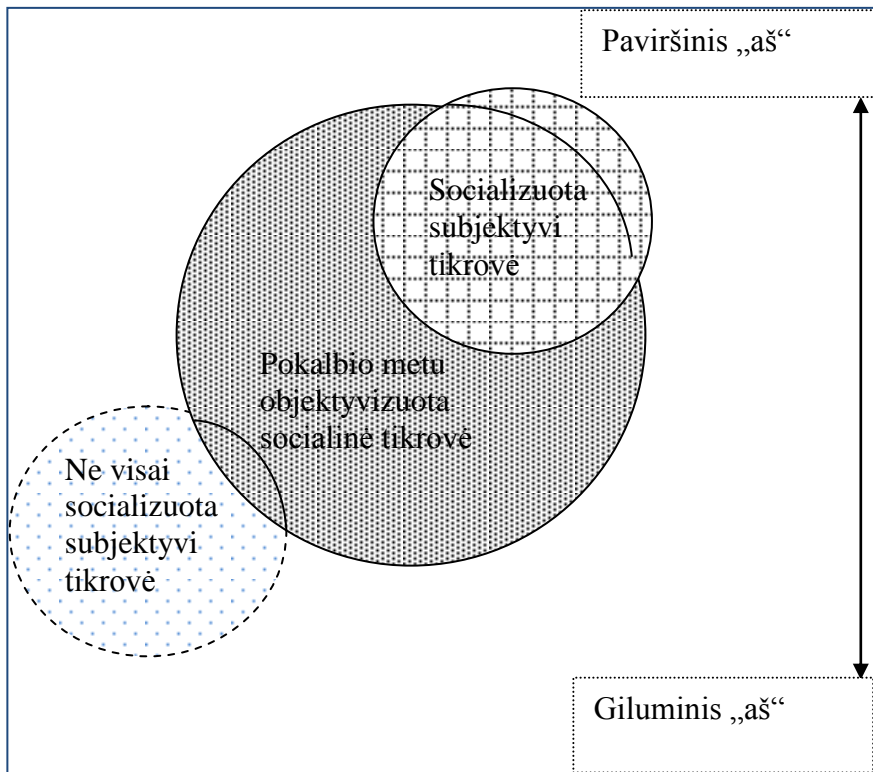 Paviršinis „aš“
Socializuota
subjektyvi
tikrovė
Pokalbio metu
objektyvizuota
socialinė tikrovė
Ne visai
socializuota
subjektyvi
tikrovė
Giluminis „aš“